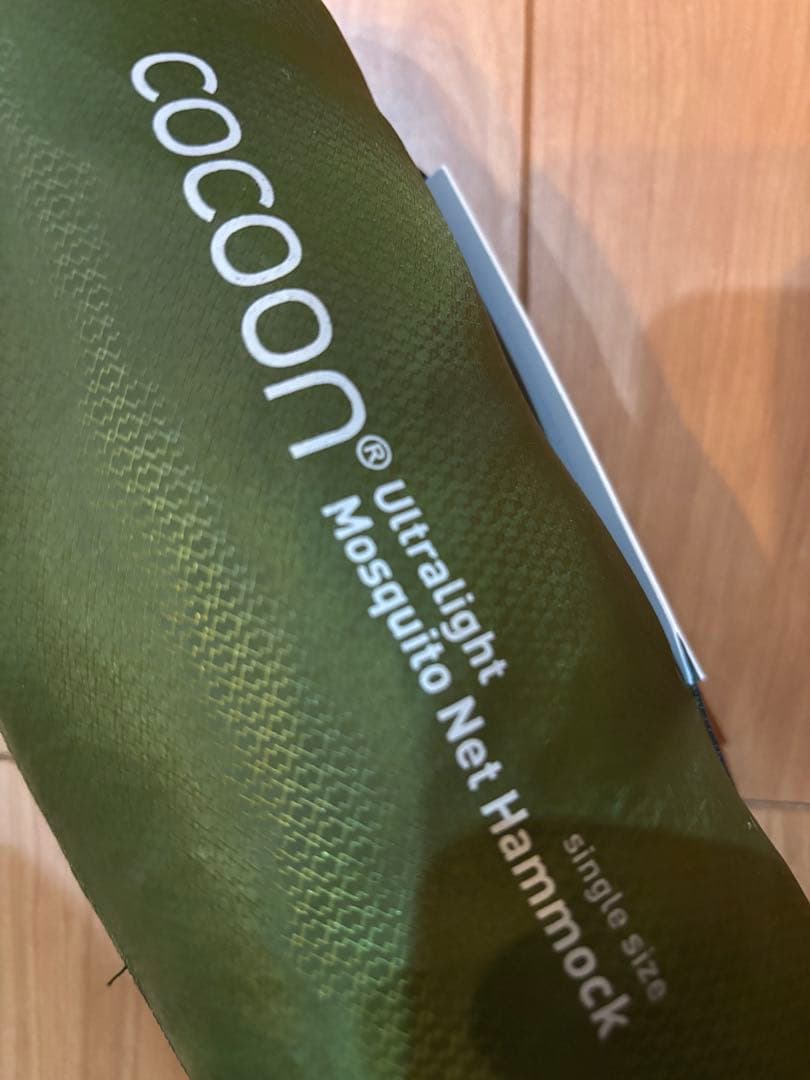 cocoon®
Ultralight
Mosquito Net Hammock
single size